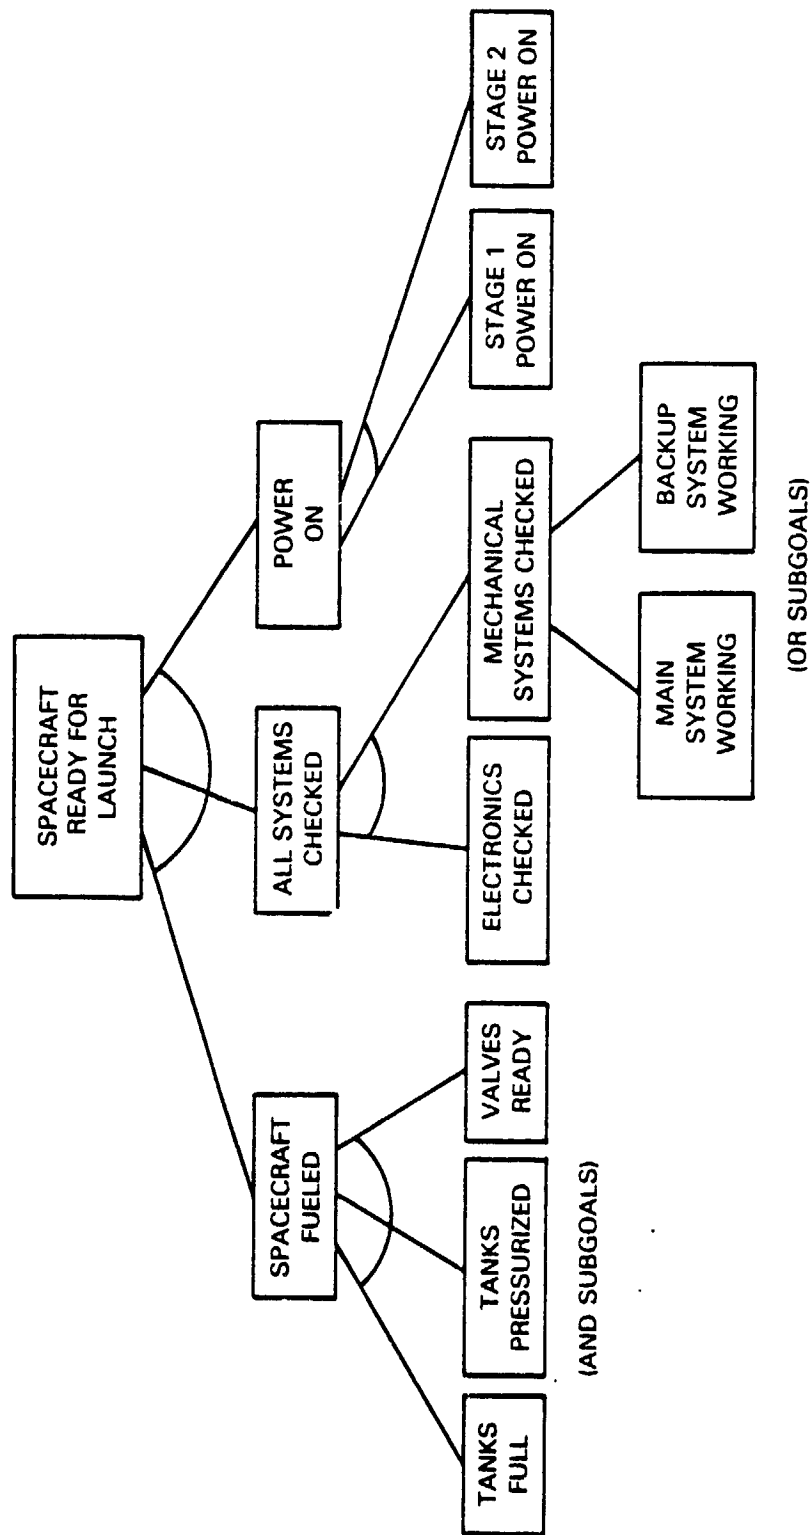 SPACECRAFT
READY FOR
LAUNCH
SPACECRAFT
FUELED
ALL SYSTEMS
CHECKED
POWER
ON
TANKS
FULL
TANKS
PRESSURIZED
VALVES
READY
ELECTRONICS
CHECKED
MECHANICAL
SYSTEMS CHECKED
STAGE 1
POWER ON
STAGE 2
POWER ON
(AND SUBGOALS)
MAIN
SYSTEM
WORKING
BACKUP
SYSTEM
WORKING
(OR SUBGOALS)